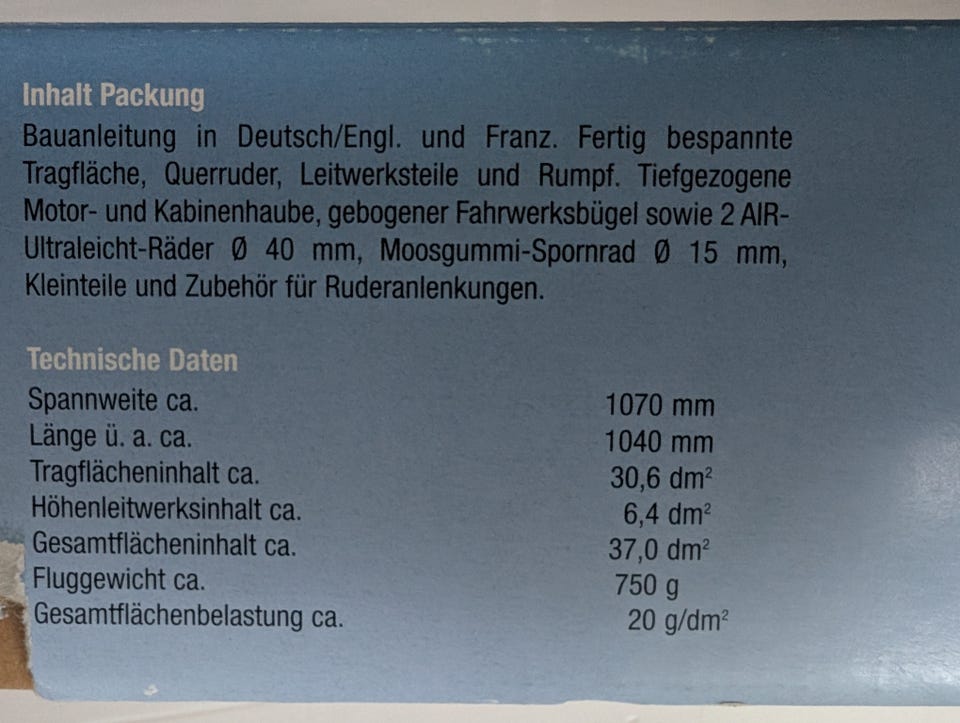 Inhalt Packung
Bauanleitung in Deutsch/Engl. und Franz. Fertig bespannte
Tragfläche, Querruder, Leitwerksteile und Rumpf. Tiefgezogene
Motor- und Kabinenhaube, gebogener Fahrwerksbügel sowie 2 AIR-
Ultraleicht-Räder Ø 40 mm, Moosgummi-Spornrad Ø 15 mm,
Kleinteile und Zubehör für Ruderanlenkungen.
Technische Daten
Spannweite ca. 1070 mm
Länge ü. a. ca. 1040 mm
Tragflächeninhalt ca. 30,6 dm²
Höhenleitwerksinhalt ca. 6,4 dm²
Gesamtflächeninhalt ca. 37,0 dm²
Fluggewicht ca. 750 g
Gesamtflächenbelastung ca. 20 g/dm²